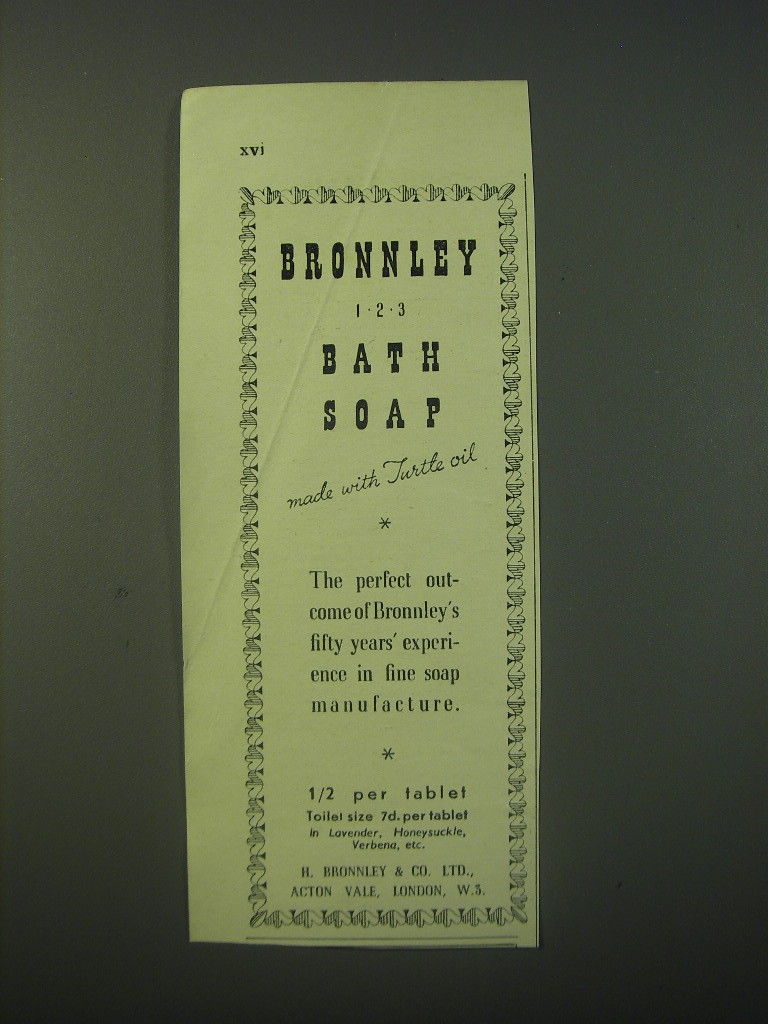 xvi
BRONNLEY
1·2·3
BATH
SOAP
made with Turtle oil
*
The perfect out-
come of Bronnley's
fifty years' experi-
ence in fine soap
manufacture.
*
1/2 per tablet
Toilet size 7d. per tablet
In Lavender, Honeysuckle,
Verbena, etc.
H. BRONNLEY & CO. LTD.,
ACTON VALE, LONDON, W.3.